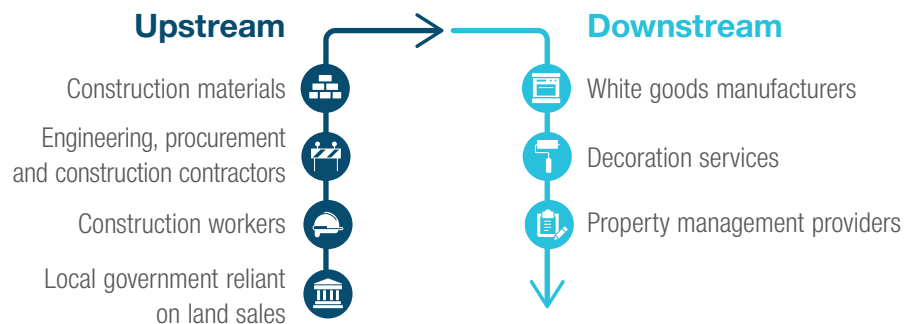 Upstream
Construction materials
Engineering, procurement
and construction contractors
Construction workers
Local government reliant
on land sales
Downstream
White goods manufacturers
Decoration services
Property management providers